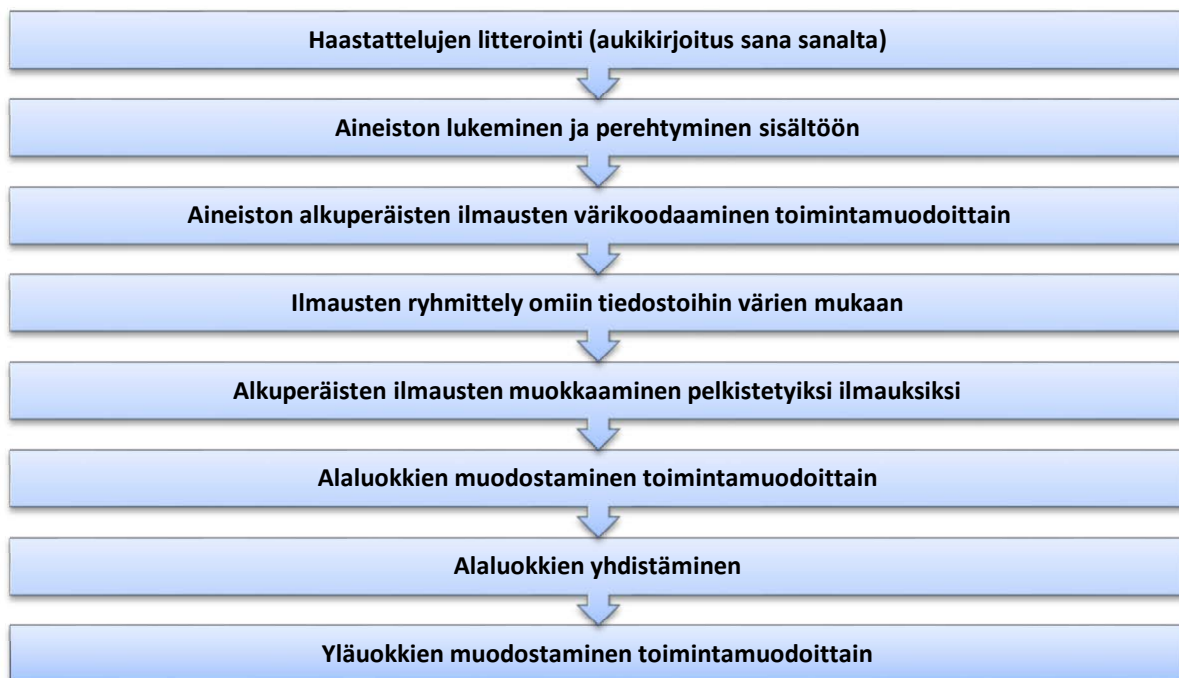 Haastattelujen litterointi (aukikirjoitus sana sanalta)
Aineiston lukeminen ja perehtyminen sisältöön
Aineiston alkuperäisten ilmausten värikoodaaminen toimintamuodoittain
Ilmausten ryhmittely omiin tiedostoihin värien mukaan
Alkuperäisten ilmausten muokkaaminen pelkistetyiksi ilmauksiksi
Alaluokkien muodostaminen toimintamuodoittain
Alaluokkien yhdistäminen
Yläuokkien muodostaminen toimintamuodoittain